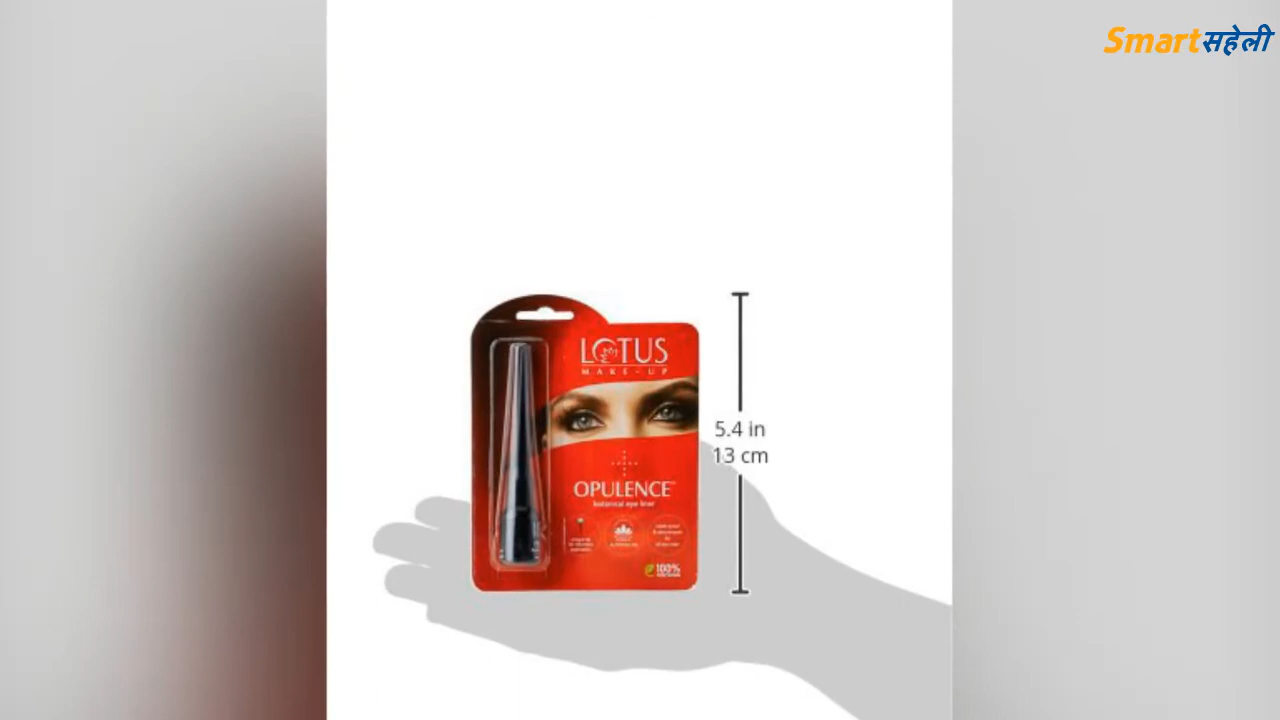 Smartसहेली
LOTUS
MAKE-UP
5.4 in
13 cm
OPULENCE
botanical eye liner
100%